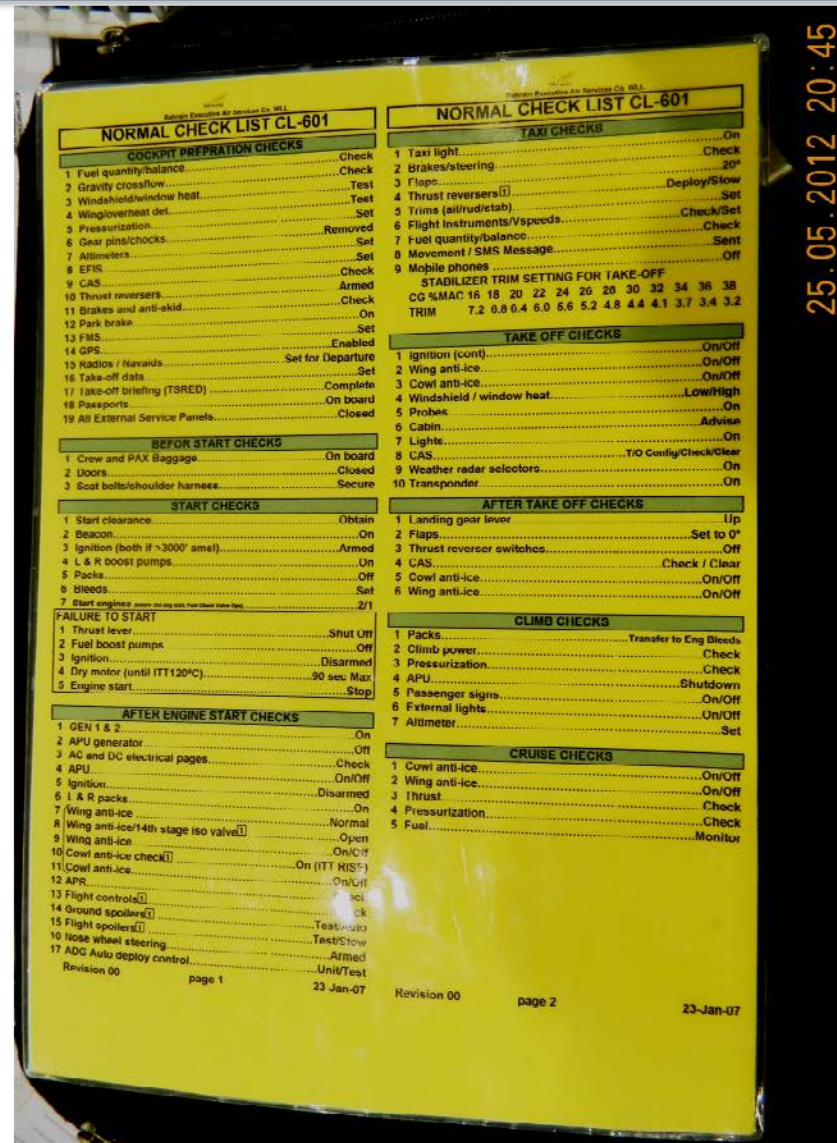 Bahrain Executive Air Services Co. WLL
NORMAL CHECK LIST CL-601
COCKPIT PREPRATION CHECKS
1 Fuel quantity/balance Check
2 Gravity crossflow Check
3 Windshield/window heat. Test
4 Wing/overheat det. Test
5 Pressurization Set
6 Gear pins/chocks Removed
7 Altimeters Set
8 EFIS Set
9 CAS Check
10 Thrust reversers Armed
11 Brakes and anti-skid Check
12 Park brake On
13 FMS Set
14 GPS Enabled
15 Radios / Navaids Set for Departure
16 Take-off data Set
17 Take-off briefing (TSRED) Complete
18 Passports On board
19 All External Service Panels Closed
BEFOR START CHECKS
1 Crew and PAX Baggage On board
2 Doors Closed
3 Seat belts/shoulder harness Secure
START CHECKS
1 Start clearance Obtain
2 Beacon On
3 Ignition (both if >3000' amsl) Armed
4 L & R boost pumps On
5 Packs Off
6 Bleeds Set
7 Start engines 2/1
FAILURE TO START
1 Thrust lever Shut Off
2 Fuel boost pumps Off
3 Ignition Disarmed
4 Dry motor (until ITT120ºC) 90 sec Max
5 Engine start Stop
AFTER ENGINE START CHECKS
1 GEN 1 & 2 On
2 APU generator Off
3 AC and DC electrical pages Check
4 APU On/Off
5 Ignition Disarmed
6 L & R packs On
7 Wing anti-ice Normal
8 Wing anti-ice/14th stage iso valve 1 Open
9 Wing anti-ice On/Off
10 Cowl anti-ice check 1 On (ITT RISE)
11 Cowl anti-ice On/Off
12 APR
13 Flight controls 1
14 Ground spoilers 1 Test/Auto
15 Flight spoilers 1 Test/Stow
16 Nose wheel steering Armed
17 ADG Auto deploy control Unit/Test
Revision 00 page 1 23 Jan-07
Bahrain Executive Air Services Co. WLL
NORMAL CHECK LIST CL-601
TAXI CHECKS
1 Taxi light On
2 Brakes/steering Check
3 Flaps 20º
4 Thrust reversers 1 Deploy/Stow
5 Trims (ail/rud/stab) Set
6 Flight Instruments/Vspeeds Check/Set
7 Fuel quantity/balance Check
8 Movement / SMS Message Sent
9 Mobile phones Off
STABILIZER TRIM SETTING FOR TAKE-OFF
CG %MAC 16 18 20 22 24 26 28 30 32 34 36 38
TRIM 7.2 6.8 6.4 6.0 5.6 5.2 4.8 4.4 4.1 3.7 3.4 3.2
TAKE OFF CHECKS
1 Ignition (cont) On/Off
2 Wing anti-ice On/Off
3 Cowl anti-ice On/Off
4 Windshield / window heat Low/High
5 Probes On
6 Cabin Advise
7 Lights On
8 CAS T/O Config/Check/Clear
9 Weather radar selectors On
10 Transponder On
AFTER TAKE OFF CHECKS
1 Landing gear lever Up
2 Flaps Set to 0º
3 Thrust reverser switches Off
4 CAS Check / Clear
5 Cowl anti-ice On/Off
6 Wing anti-ice On/Off
CLIMB CHECKS
1 Packs Transfer to Eng Bleeds
2 Climb power Check
3 Pressurization Check
4 APU Shutdown
5 Passenger signs On/Off
6 External lights On/Off
7 Altimeter Set
CRUISE CHECKS
1 Cowl anti-ice On/Off
2 Wing anti-ice On/Off
3 Thrust Check
4 Pressurization Check
5 Fuel Monitor
Revision 00 page 2 23-Jan-07
25.05.2012 20:45